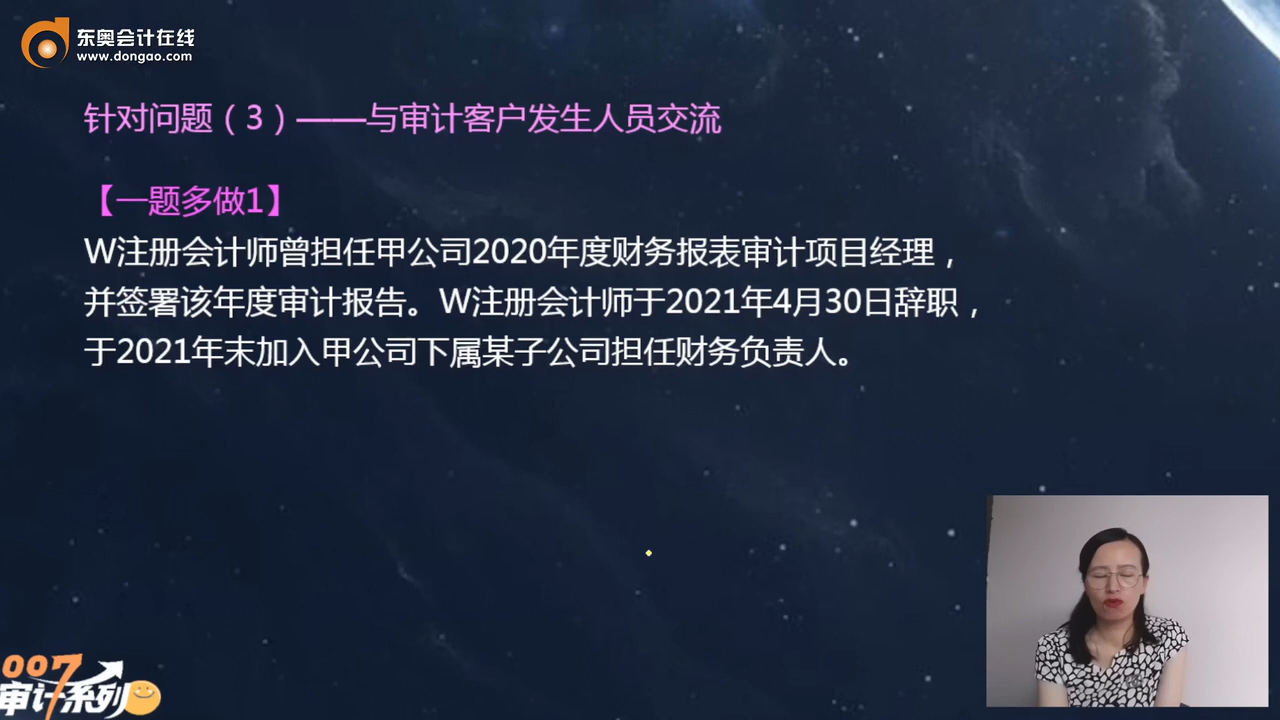 东奥会计在线
www.dongao.com
针对问题（3）——与审计客户发生人员交流
【一题多做1】
W注册会计师曾担任甲公司2020年度财务报表审计项目经理，
并签署该年度审计报告。W注册会计师于2021年4月30日辞职，
于2021年末加入甲公司下属某子公司担任财务负责人。
007
审计系列